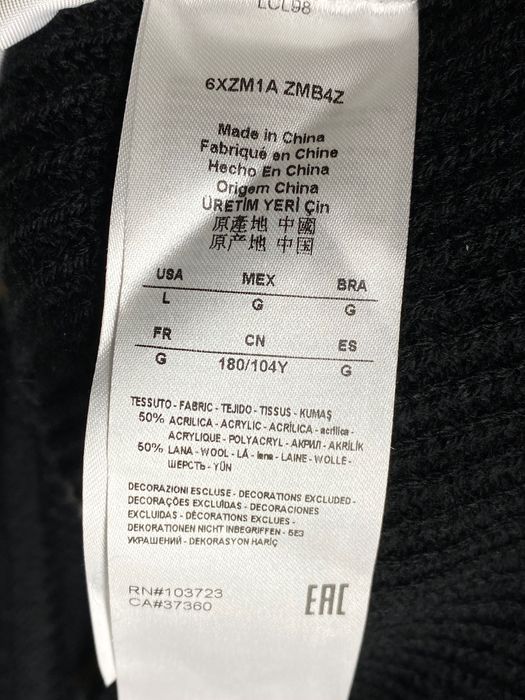 LCL98
6XZM1A ZMB4Z
Made in China
Fabriqué en Chine
Hecho En China
Origem China
ÜRETİM YERİ Çin
原產地 中國
原产地 中国
USA MEX BRA
L G G
FR CN ES
G 180/104Y G
TESSUTO - FABRIC - TEJIDO - TISSUS - KUMAŞ
50% ACRILICA - ACRYLIC - ACRÍLICA - acrílica -
ACRYLIQUE - POLYACRYL - АКРИЛ - AKRİLİK
50% LANA - WOOL - LÃ - lana - LAINE - WOLLE -
ШЕРСТЬ - YÜN
DECORAZIONI ESCLUSE - DECORATIONS EXCLUDED -
DECORAÇÕES EXCLUÍDAS - DECORACIONES
EXCLUIDAS - DÉCORATIONS EXCLUES -
DEKORATIONEN NICHT INBEGRIFFEN - БЕЗ
УКРАШЕНИЙ - DEKORASYON HARİÇ
RN#103723
CA#37360
EAC